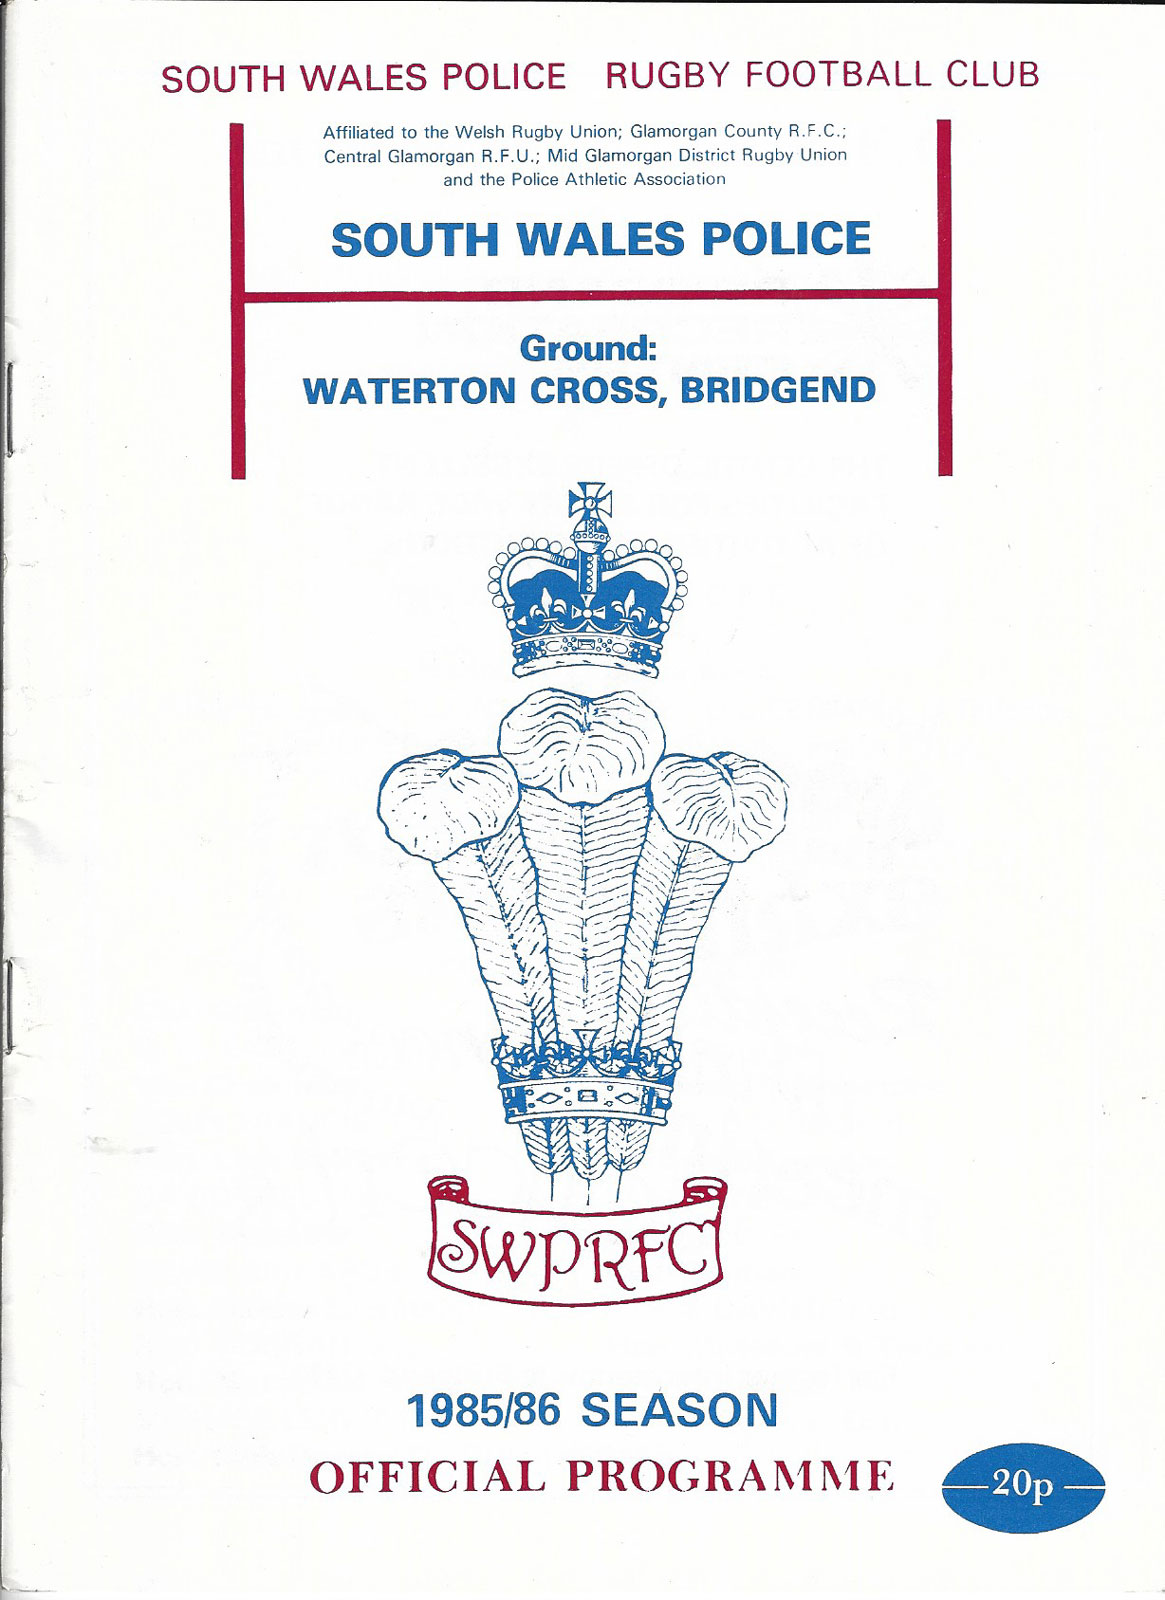 SOUTH WALES POLICE RUGBY FOOTBALL CLUB
Affiliated to the Welsh Rugby Union; Glamorgan County R.F.C.;
Central Glamorgan R.F.U.; Mid Glamorgan District Rugby Union
and the Police Athletic Association
SOUTH WALES POLICE
Ground:
WATERTON CROSS, BRIDGEND
SWPRFC
1985/86 SEASON
OFFICIAL PROGRAMME
20p